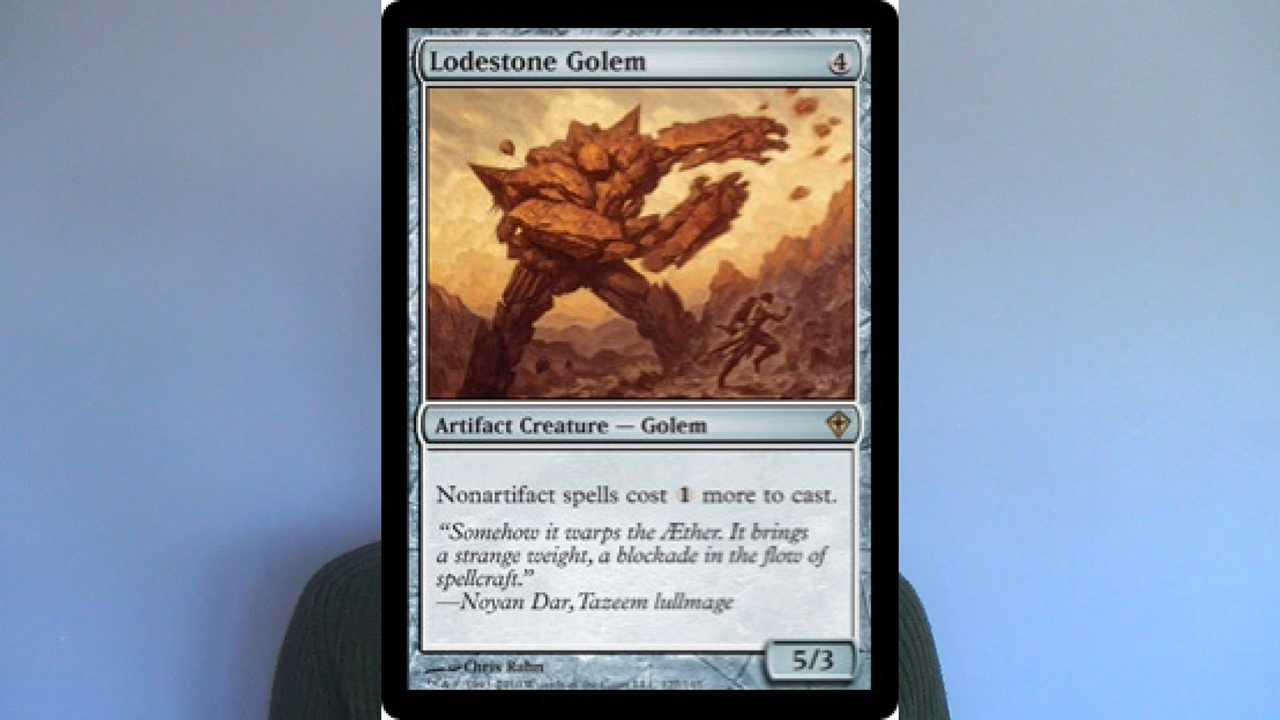 Lodestone Golem 4
Artifact Creature — Golem
Nonartifact spells cost 1 more to cast.
“Somehow it warps the Æther. It brings
a strange weight, a blockade in the flow of
spellcraft.”
—Noyan Dar, Tazeem lullmage
5/3
Chris Rahn